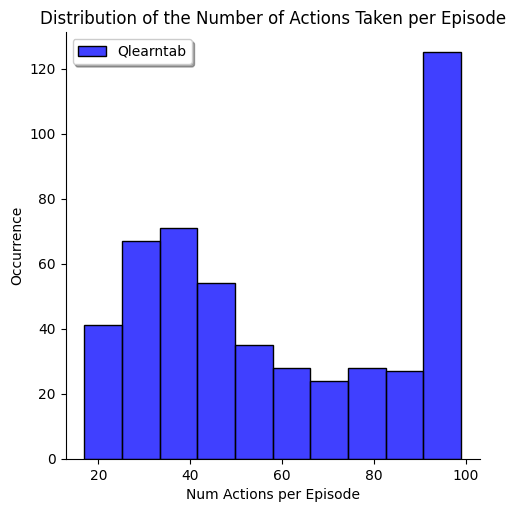 Distribution of the Number of Actions Taken per Episode
Qlearntab
120
100
80
60
40
20
0
Occurrence
20 40 60 80 100
Num Actions per Episode